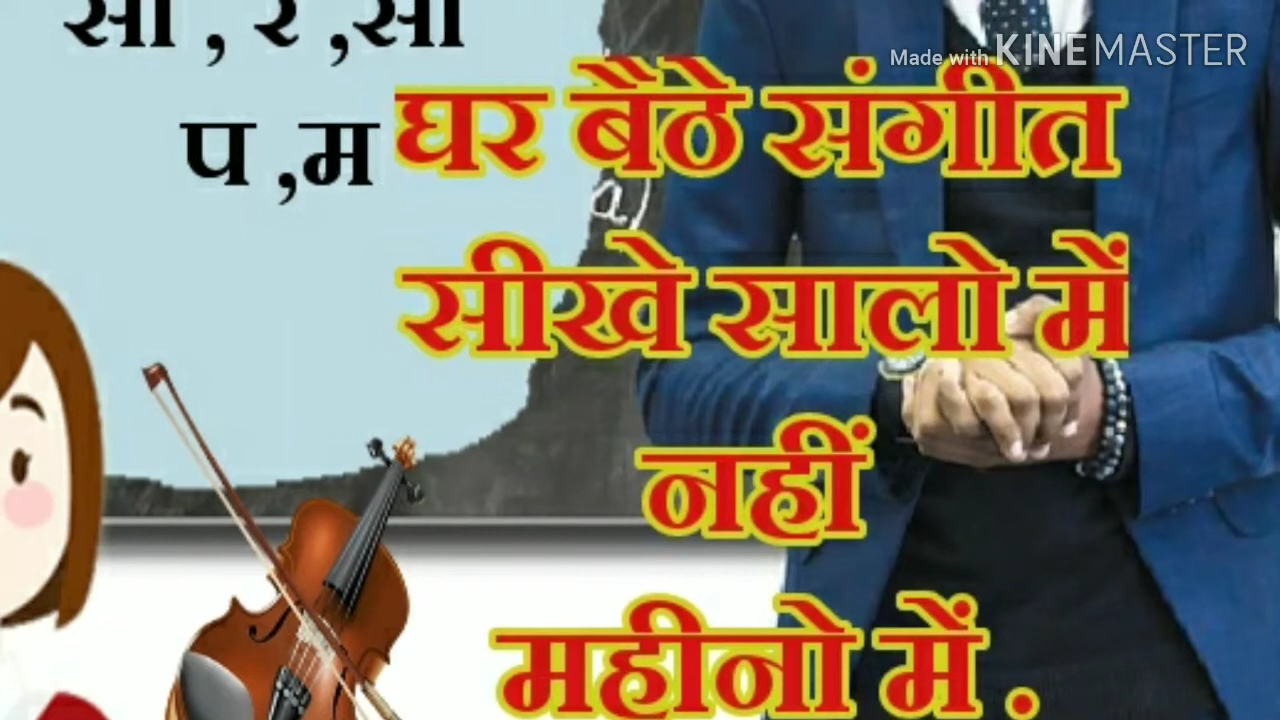 सा , रे ,सा
Made with KINEMASTER
प ,म
घर बैठे संगीत
सीखे सालो में
नहीं
महीनो में .